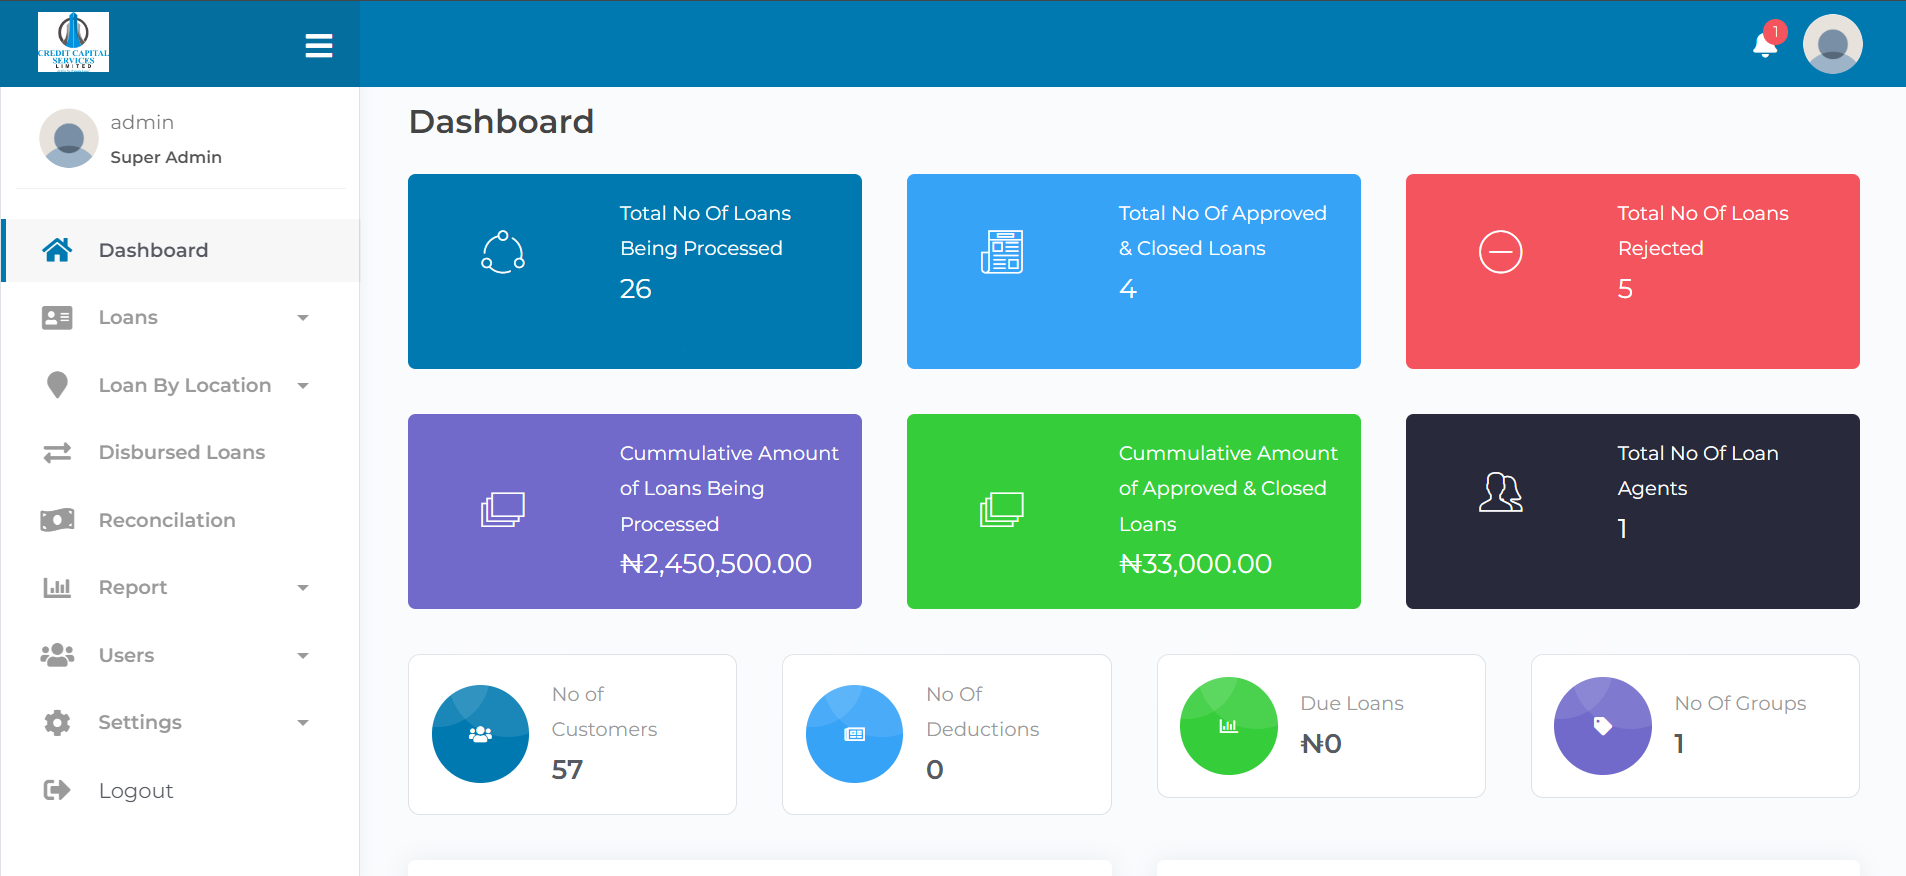 CREDIT CAPITAL
SERVICES
LIMITED
1
admin
Super Admin
Dashboard
Loans
Loan By Location
Disbursed Loans
Reconcilation
Report
Users
Settings
Logout
Dashboard
Total No Of Loans
Being Processed
26
Total No Of Approved
& Closed Loans
4
Total No Of Loans
Rejected
5
Cummulative Amount
of Loans Being
Processed
₦2,450,500.00
Cummulative Amount
of Approved & Closed
Loans
₦33,000.00
Total No Of Loan
Agents
1
No of
Customers
57
No Of
Deductions
0
Due Loans
₦0
No Of Groups
1